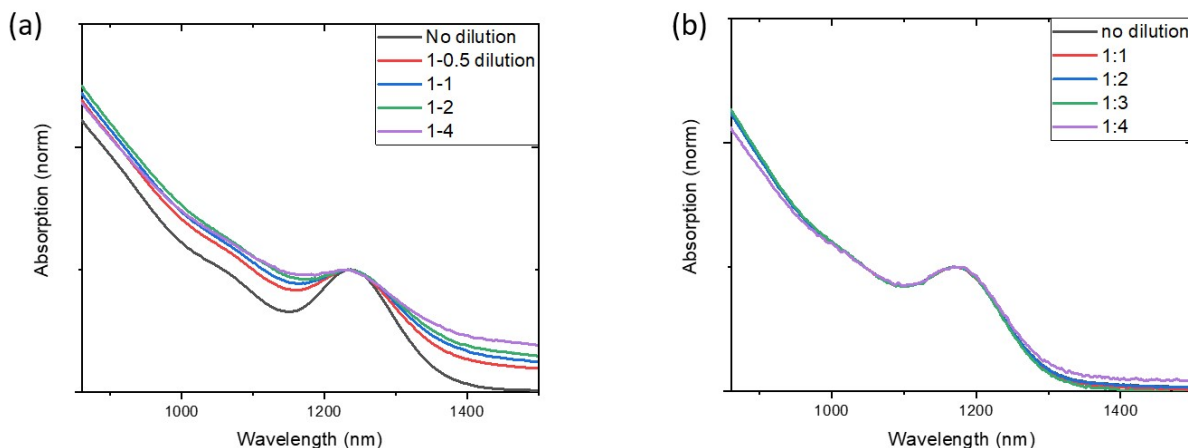 (a)
No dilution
1-0.5 dilution
1-1
1-2
1-4
Absorption (norm)
1000
1200
1400
Wavelength (nm)
(b)
no dilution
1:1
1:2
1:3
1:4
Absorption (norm)
1000
1200
1400
Wavelength (nm)